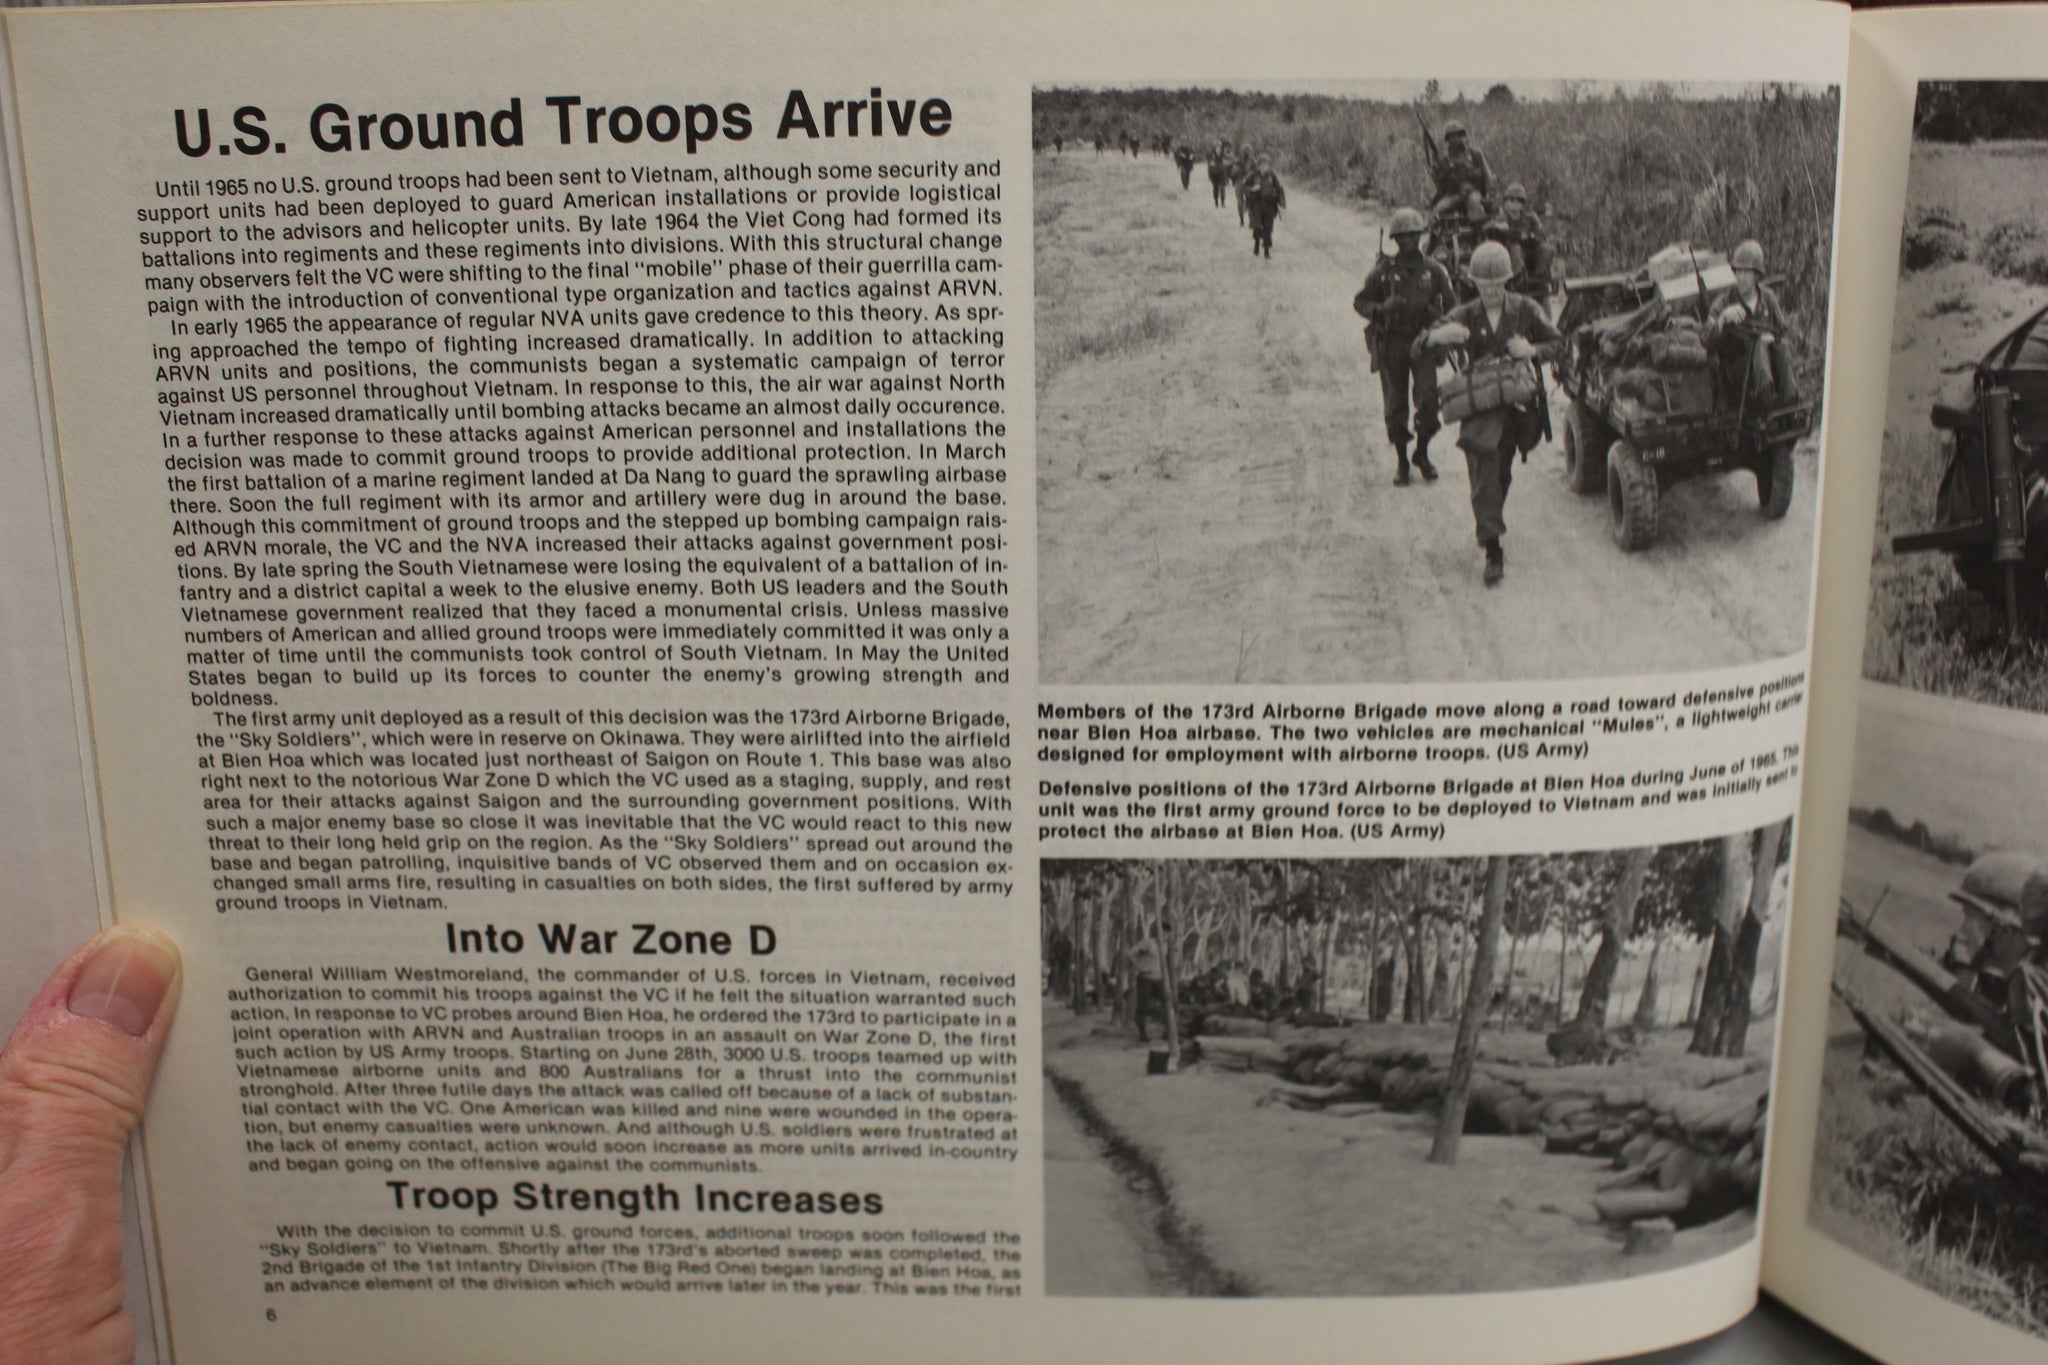 U.S. Ground Troops Arrive
Until 1965 no U.S. ground troops had been sent to Vietnam, although some security and
support units had been deployed to guard American installations or provide logistical
support to the advisors and helicopter units. By late 1964 the Viet Cong had formed its
battalions into regiments and these regiments into divisions. With this structural change
many observers felt the VC were shifting to the final "mobile" phase of their guerrilla cam-
paign with the introduction of conventional type organization and tactics against ARVN.
In early 1965 the appearance of regular NVA units gave credence to this theory. As spr-
ing approached the tempo of fighting increased dramatically. In addition to attacking
ARVN units and positions, the communists began a systematic campaign of terror
against US personnel throughout Vietnam. In response to this, the air war against North
Vietnam increased dramatically until bombing attacks became an almost daily occurence.
In a further response to these attacks against American personnel and installations the
decision was made to commit ground troops to provide additional protection. In March
the first battalion of a marine regiment landed at Da Nang to guard the sprawling airbase
there. Soon the full regiment with its armor and artillery were dug in around the base.
Although this commitment of ground troops and the stepped up bombing campaign rais-
ed ARVN morale, the VC and the NVA increased their attacks against government posi-
tions. By late spring the South Vietnamese were losing the equivalent of a battalion of in-
fantry and a district capital a week to the elusive enemy. Both US leaders and the South
Vietnamese government realized that they faced a monumental crisis. Unless massive
numbers of American and allied ground troops were immediately committed it was only a
matter of time until the communists took control of South Vietnam. In May the United
States began to build up its forces to counter the enemy's growing strength and
boldness.
The first army unit deployed as a result of this decision was the 173rd Airborne Brigade,
the "Sky Soldiers", which were in reserve on Okinawa. They were airlifted into the airfield
at Bien Hoa which was located just northeast of Saigon on Route 1. This base was also
right next to the notorious War Zone D which the VC used as a staging, supply, and rest
area for their attacks against Saigon and the surrounding government positions. With
such a major enemy base so close it was inevitable that the VC would react to this new
threat to their long held grip on the region. As the "Sky Soldiers" spread out around the
base and began patrolling, inquisitive bands of VC observed them and on occasion ex-
changed small arms fire, resulting in casualties on both sides, the first suffered by army
ground troops in Vietnam.
Into War Zone D
General William Westmoreland, the commander of U.S. forces in Vietnam, received
authorization to commit his troops against the VC if he felt the situation warranted such
action. In response to VC probes around Bien Hoa, he ordered the 173rd to participate in a
joint operation with ARVN and Australian troops in an assault on War Zone D, the first
such action by US Army troops. Starting on June 28th, 3000 U.S. troops teamed up with
Vietnamese airborne units and 800 Australians for a thrust into the communist
stronghold. After three futile days the attack was called off because of a lack of substan-
tial contact with the VC. One American was killed and nine were wounded in the opera-
tion, but enemy casualties were unknown. And although U.S. soldiers were frustrated at
the lack of enemy contact, action would soon increase as more units arrived in-country
and began going on the offensive against the communists.
Troop Strength Increases
With the decision to commit U.S. ground forces, additional troops soon followed the
"Sky Soldiers" to Vietnam. Shortly after the 173rd's aborted sweep was completed, the
2nd Brigade of the 1st Infantry Division (The Big Red One) began landing at Bien Hoa, as
an advance element of the division which would arrive later in the year. This was the first
6
Members of the 173rd Airborne Brigade move along a road toward defensive positions
near Bien Hoa airbase. The two vehicles are mechanical "Mules", a lightweight carrier
designed for employment with airborne troops. (US Army)
Defensive positions of the 173rd Airborne Brigade at Bien Hoa during June of 1965. This
unit was the first army ground force to be deployed to Vietnam and was initially sent to
protect the airbase at Bien Hoa. (US Army)